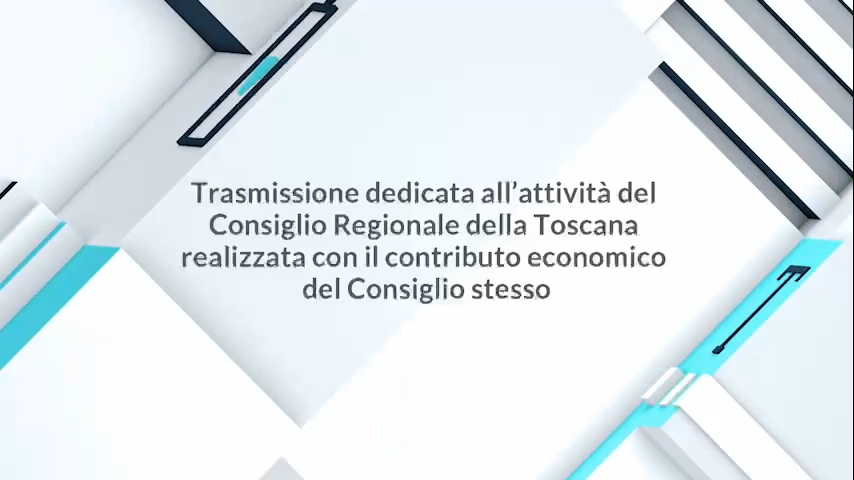 Trasmissione dedicata all’attività del
Consiglio Regionale della Toscana
realizzata con il contributo economico
del Consiglio stesso